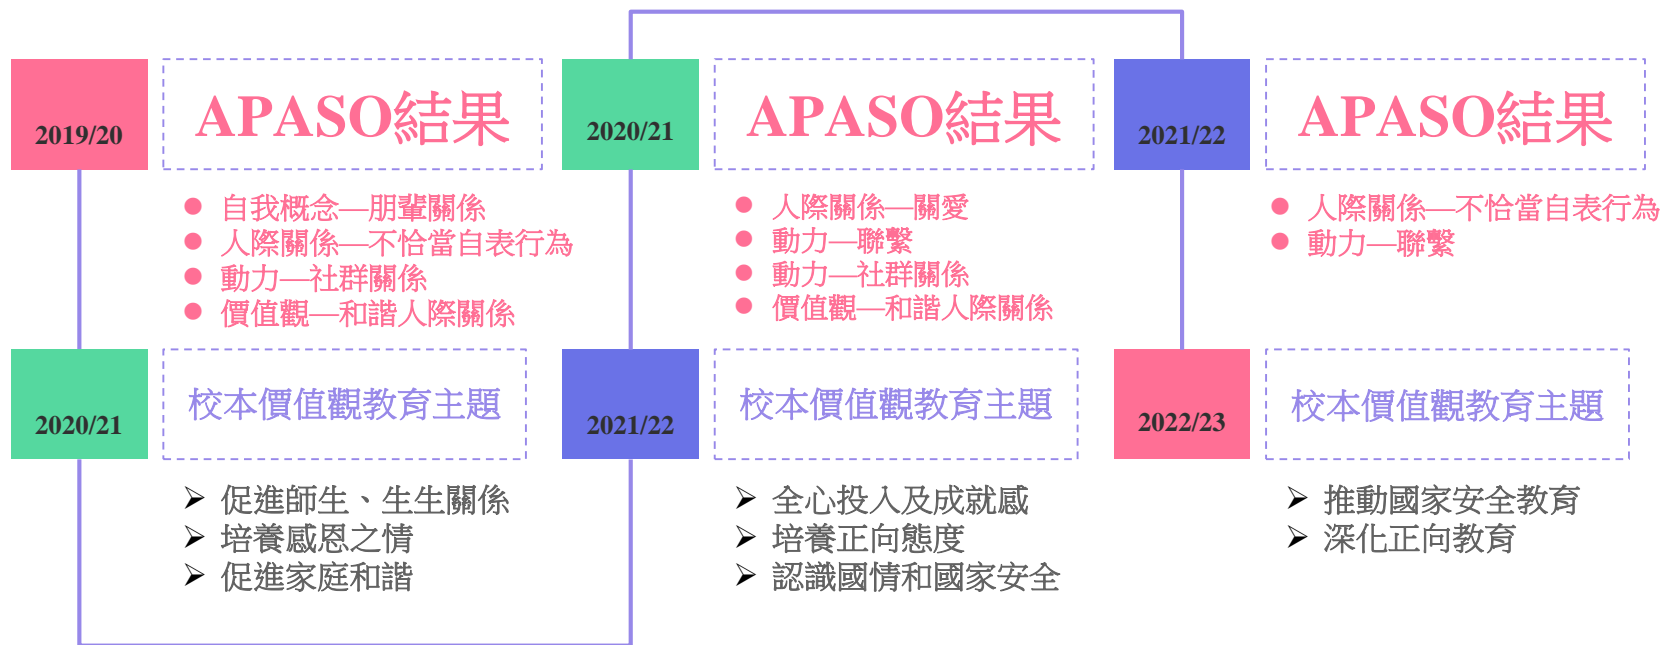 2019/20
APASO結果
● 自我概念—朋輩關係
● 人際關係—不恰當自表行為
● 動力—社群關係
● 價值觀—和諧人際關係
2020/21
校本價值觀教育主題
➢ 促進師生、生生關係
➢ 培養感恩之情
➢ 促進家庭和諧
2020/21
APASO結果
● 人際關係—關愛
● 動力—聯繫
● 動力—社群關係
● 價值觀—和諧人際關係
2021/22
校本價值觀教育主題
➢ 全心投入及成就感
➢ 培養正向態度
➢ 認識國情和國家安全
2021/22
APASO結果
● 人際關係—不恰當自表行為
● 動力—聯繫
2022/23
校本價值觀教育主題
➢ 推動國家安全教育
➢ 深化正向教育